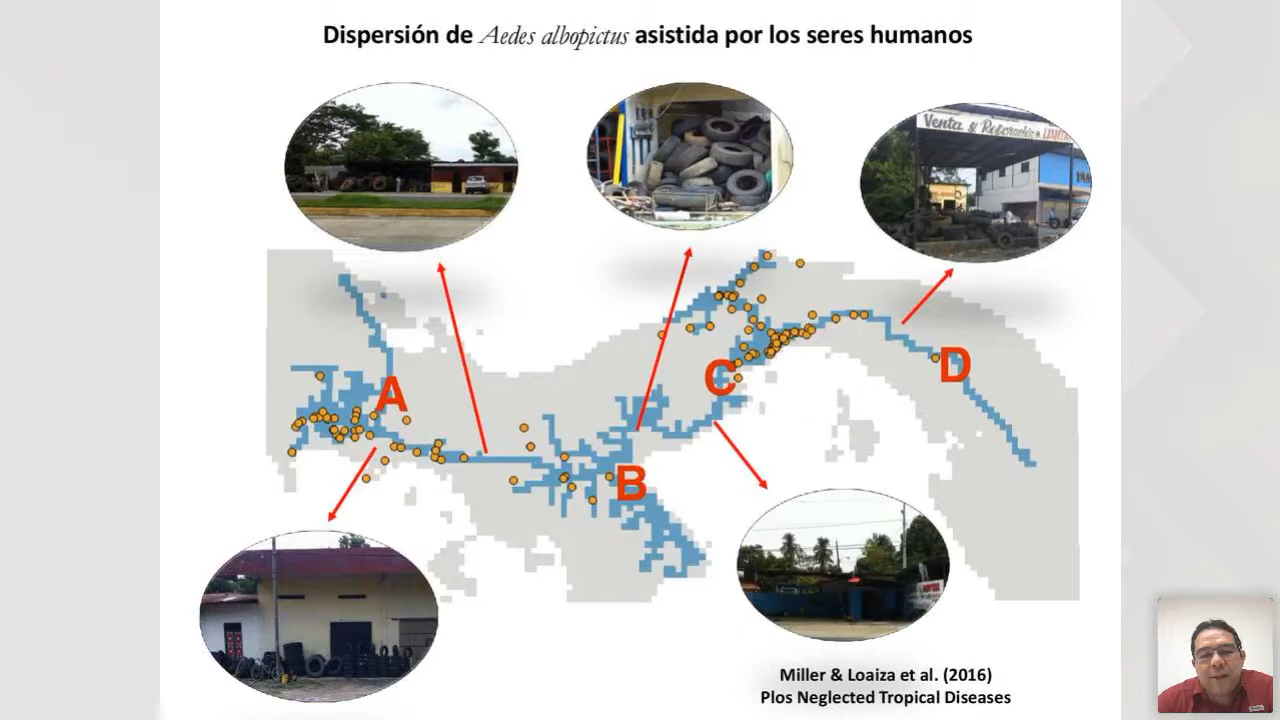 Dispersión de Aedes albopictus asistida por los seres humanos
Venta y Reparación
A
B
C
D
Miller & Loaiza et al. (2016)
Plos Neglected Tropical Diseases